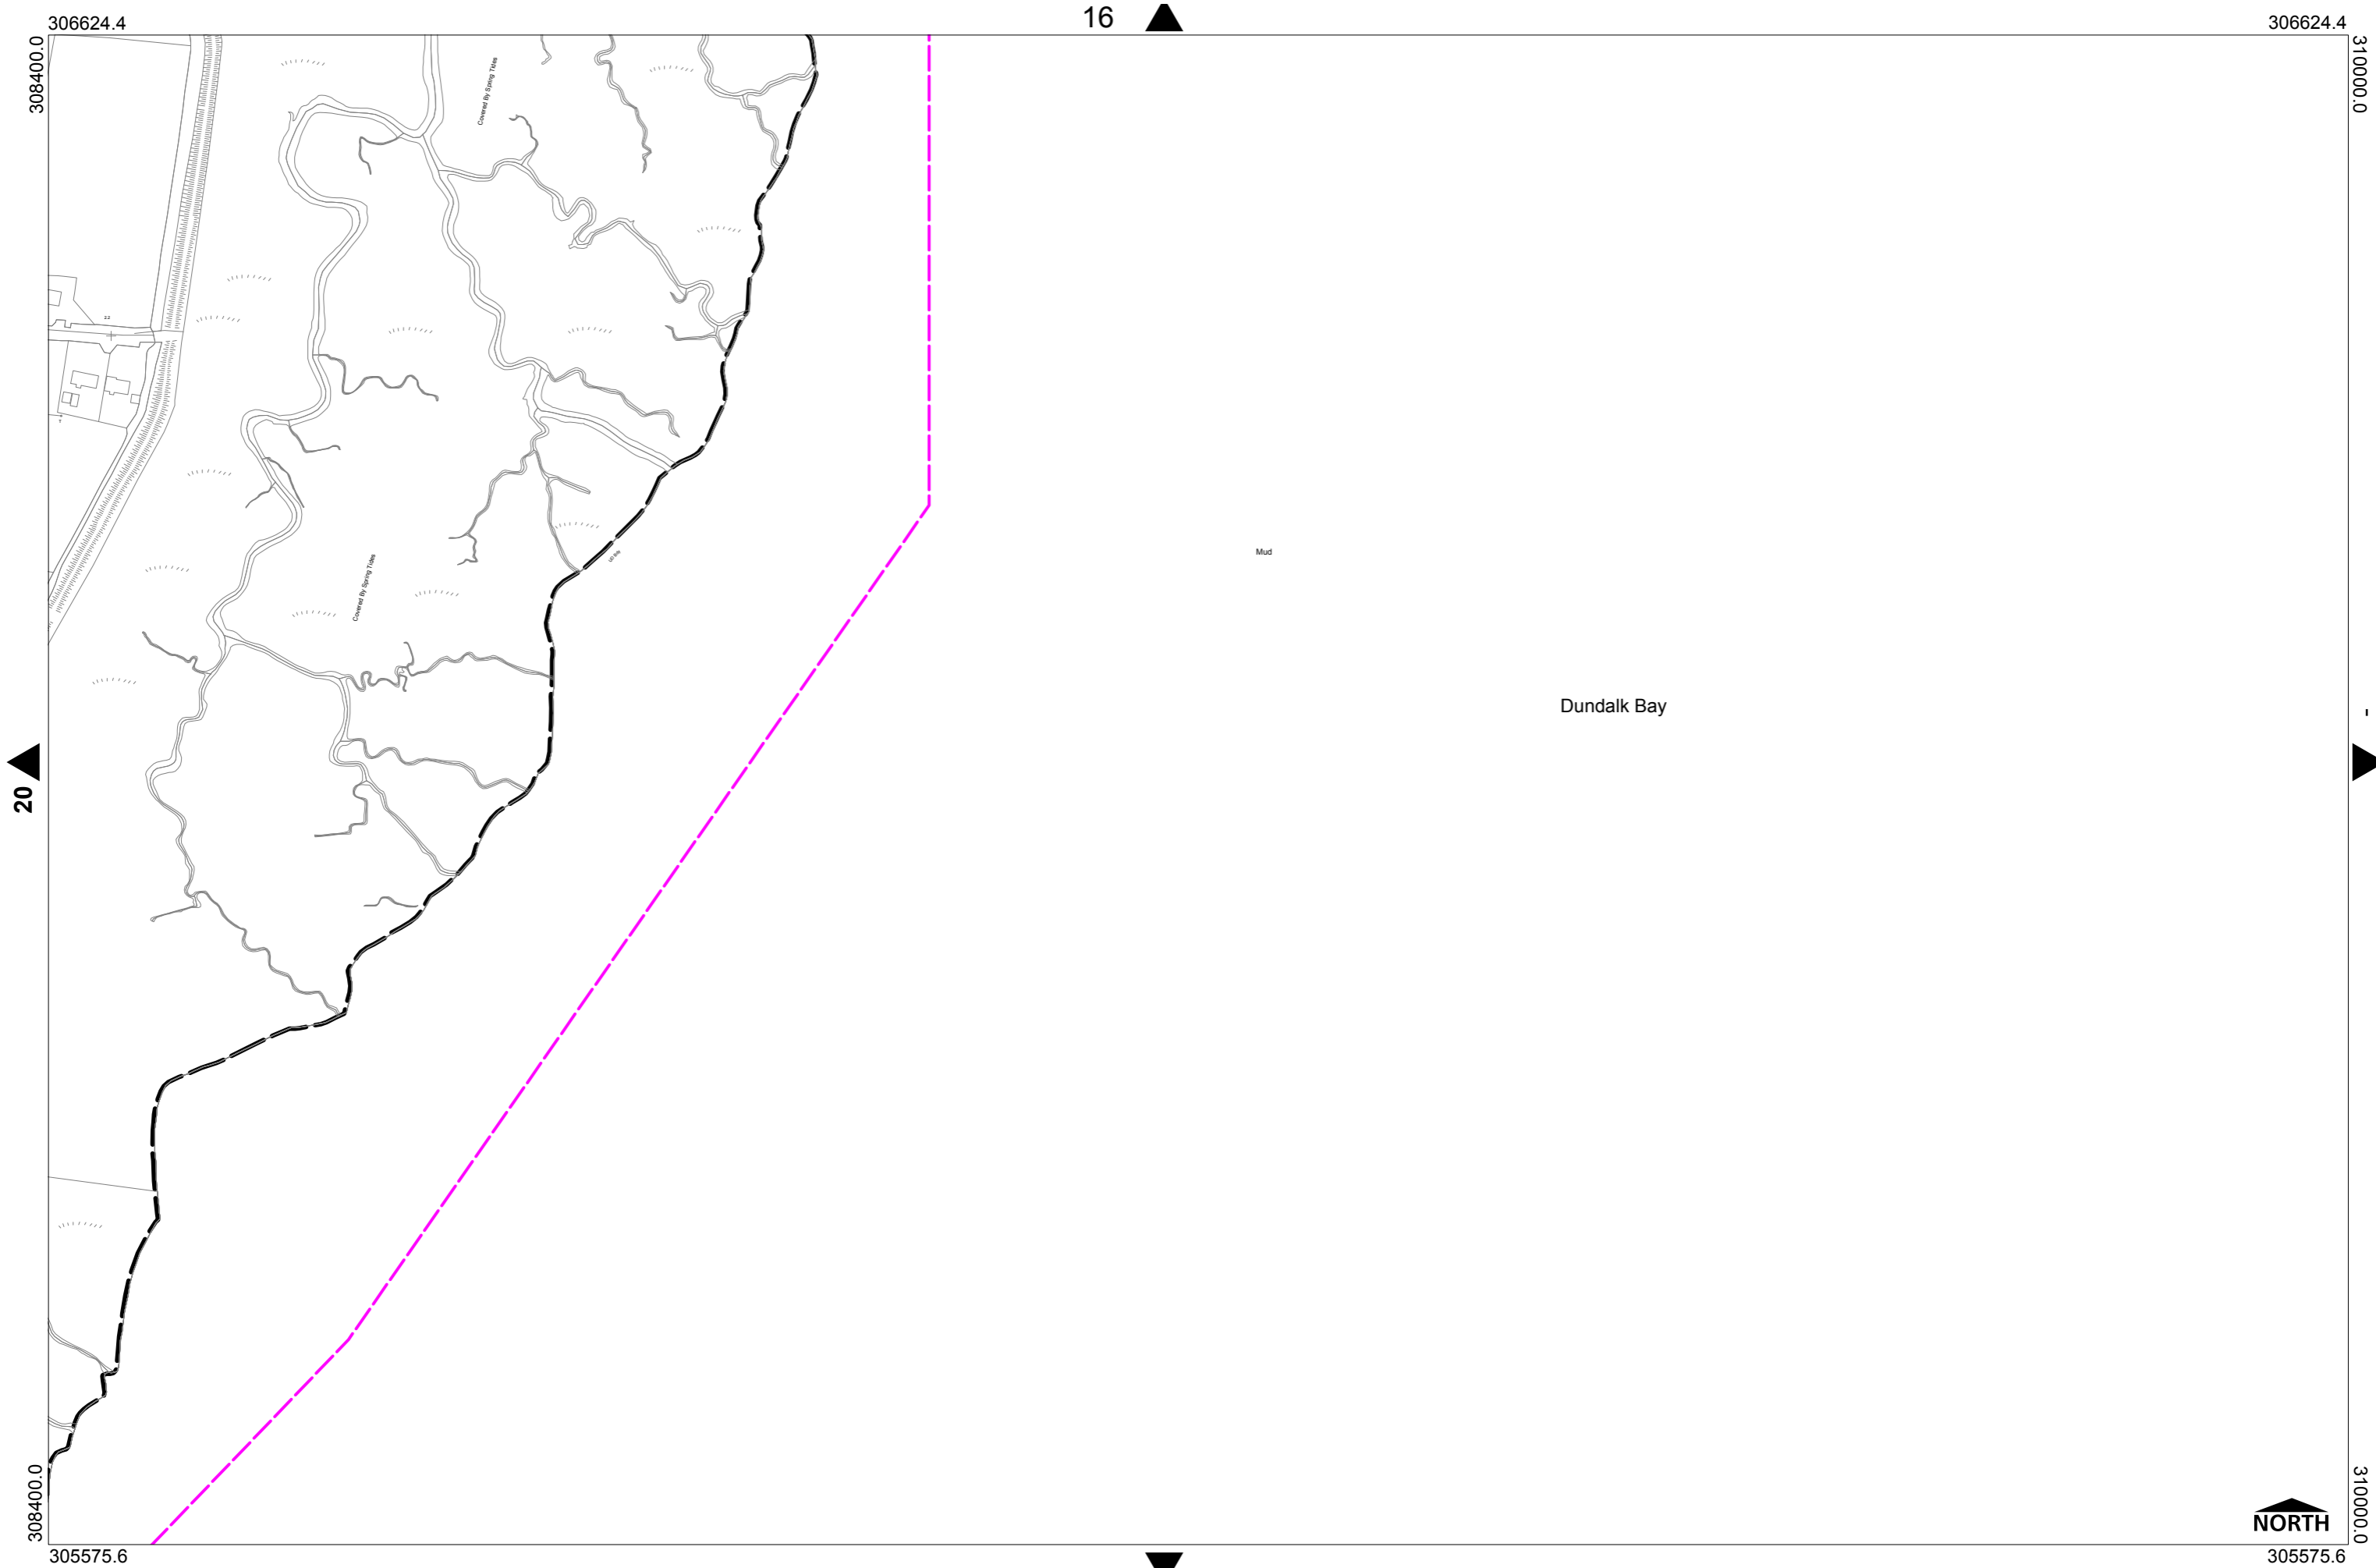 16
306624.4
306624.4
308400.0
310000.0
Covered By Spring Tides
Mud
Covered By Spring Tides
Dundalk Bay
-
20
308400.0
310000.0
NORTH
305575.6
305575.6